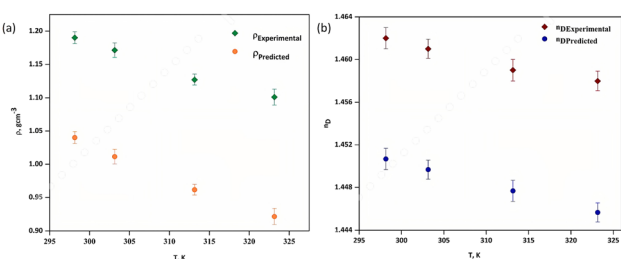 (a)
ρ, gcm-3
1.20
1.15
1.10
1.05
1.00
0.95
0.90
295
300
305
310
315
320
325
T, K
ρExperimental
ρPredicted
(b)
nD
1.464
1.460
1.456
1.452
1.448
1.444
295
300
305
310
315
320
325
T, K
nDExperimental
nDPredicted